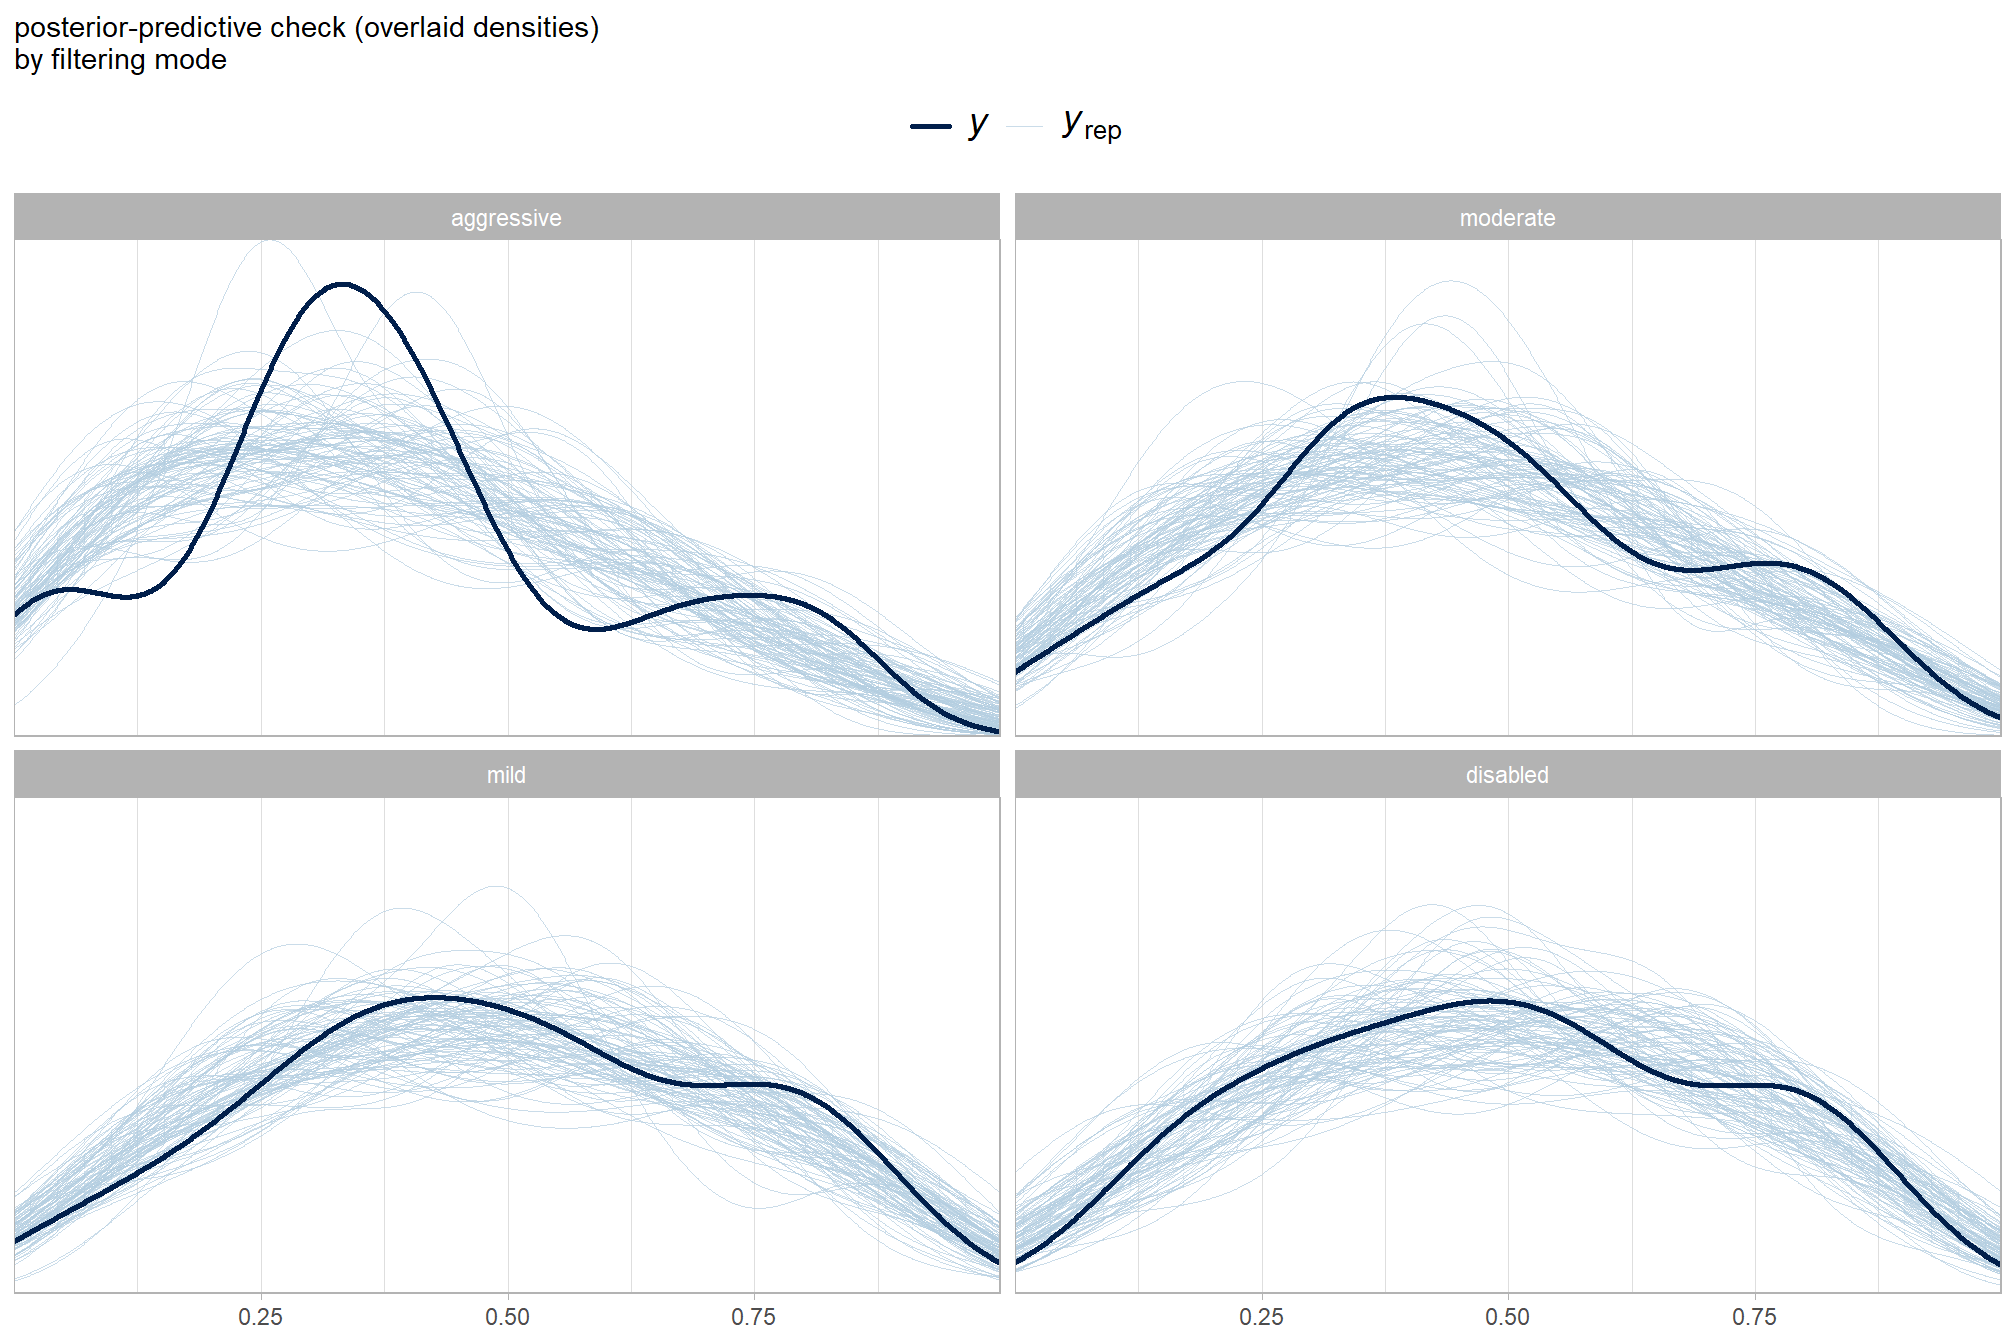 posterior-predictive check (overlaid densities)
by filtering mode
y y rep
aggressive moderate
mild disabled
0.25 0.50 0.75 0.25 0.50 0.75